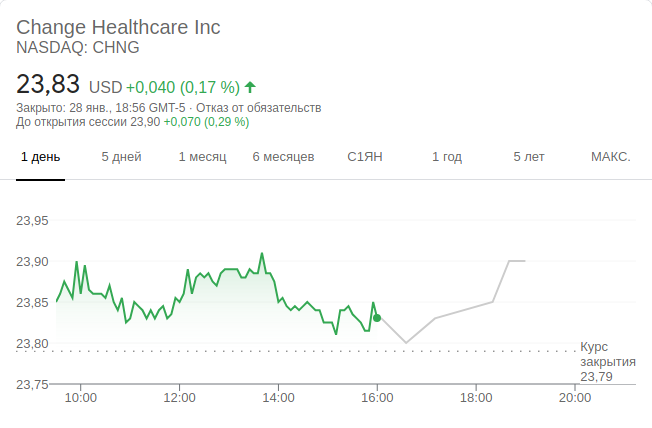 Change Healthcare Inc
NASDAQ: CHNG
23,83 USD +0,040 (0,17 %)
Закрыто: 28 янв., 18:56 GMT-5 · Отказ от обязательств
До открытия сессии 23,90 +0,070 (0,29 %)
1 день 5 дней 1 месяц 6 месяцев С1ЯН 1 год 5 лет МАКС.
23,95
23,90
23,85
23,80
Курс
закрытия
23,79
23,75
10:00 12:00 14:00 16:00 18:00 20:00